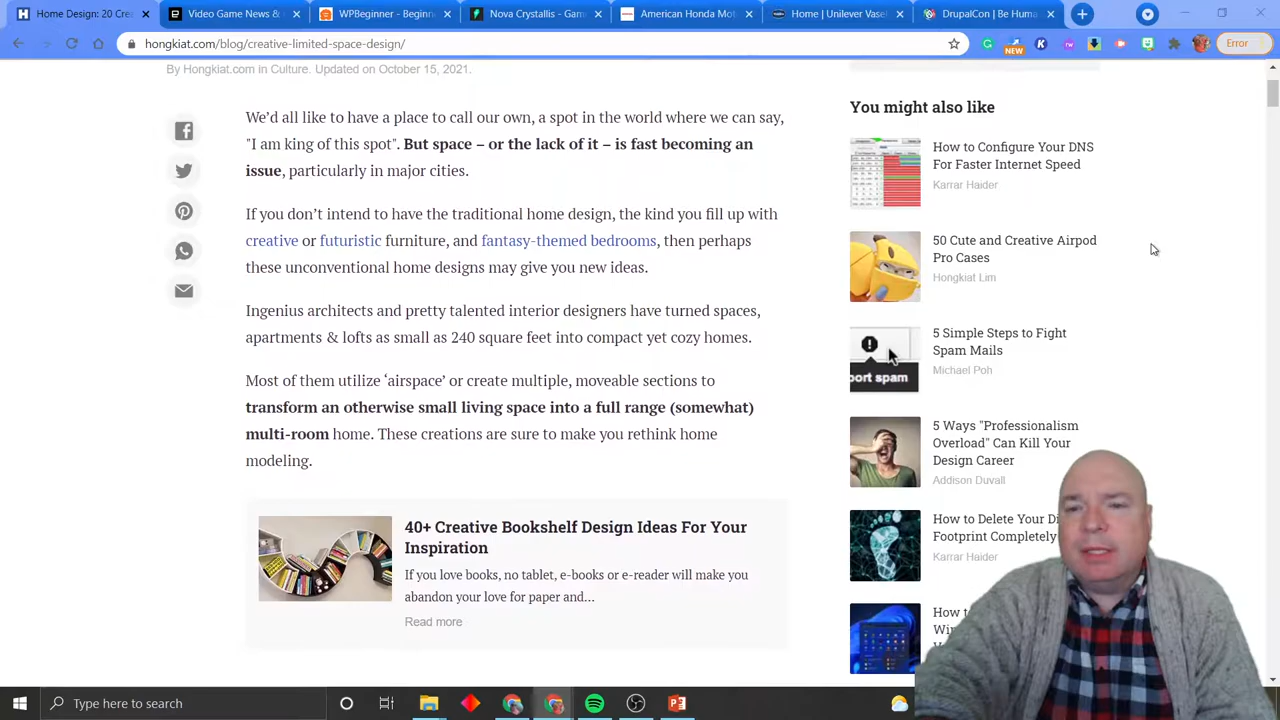 Home Design: 20 Crea
Video Game News &
WPBeginner - Beginne
Nova Crystallis - Gam
American Honda Mot
Home | Unilever Vasel
DrupalCon | By Memb
hongkiat.com/blog/creative-limited-space-design/
NEW
Error
By Hongkiat.com in Culture. Updated on October 15, 2021.
We'd all like to have a place to call our own, a spot in the world where we can say,
"I am king of this spot". But space – or the lack of it – is fast becoming an
issue, particularly in major cities.
If you don't intend to have the traditional home design, the kind you fill up with
creative or futuristic furniture, and fantasy-themed bedrooms, then perhaps
these unconventional home designs may give you new ideas.
Ingenius architects and pretty talented interior designers have turned spaces,
apartments & lofts as small as 240 square feet into compact yet cozy homes.
Most of them utilize 'airspace' or create multiple, moveable sections to
transform an otherwise small living space into a full range (somewhat)
multi-room home. These creations are sure to make you rethink home
modeling.
40+ Creative Bookshelf Design Ideas For Your
Inspiration
If you love books, no tablet, e-books or e-reader will make you
abandon your love for paper and...
Read more
You might also like
How to Configure Your DNS
For Faster Internet Speed
Karrar Haider
50 Cute and Creative Airpod
Pro Cases
Hongkiat Lim
5 Simple Steps to Fight
Spam Mails
Michael Poh
port spam
5 Ways "Professionalism
Overload" Can Kill Your
Design Career
Addison Duvall
How to Delete Your Di
Footprint Completely
Karrar Haider
How to
Win
Type here to search